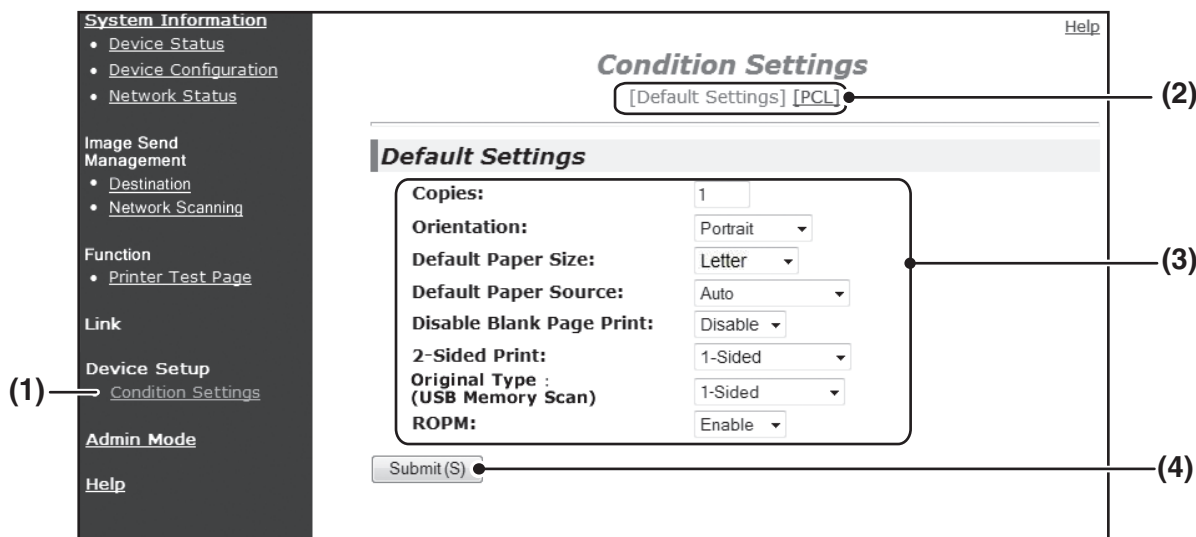 System Information
• Device Status
• Device Configuration
• Network Status
Image Send
Management
• Destination
• Network Scanning
Function
• Printer Test Page
Link
Device Setup
(1)
Condition Settings
Admin Mode
Help
Help
Condition Settings
[Default Settings] [PCL]
(2)
Default Settings
Copies: 1
Orientation: Portrait
Default Paper Size: Letter
(3)
Default Paper Source: Auto
Disable Blank Page Print: Disable
2-Sided Print: 1-Sided
Original Type :
(USB Memory Scan) 1-Sided
ROPM: Enable
Submit(S)
(4)